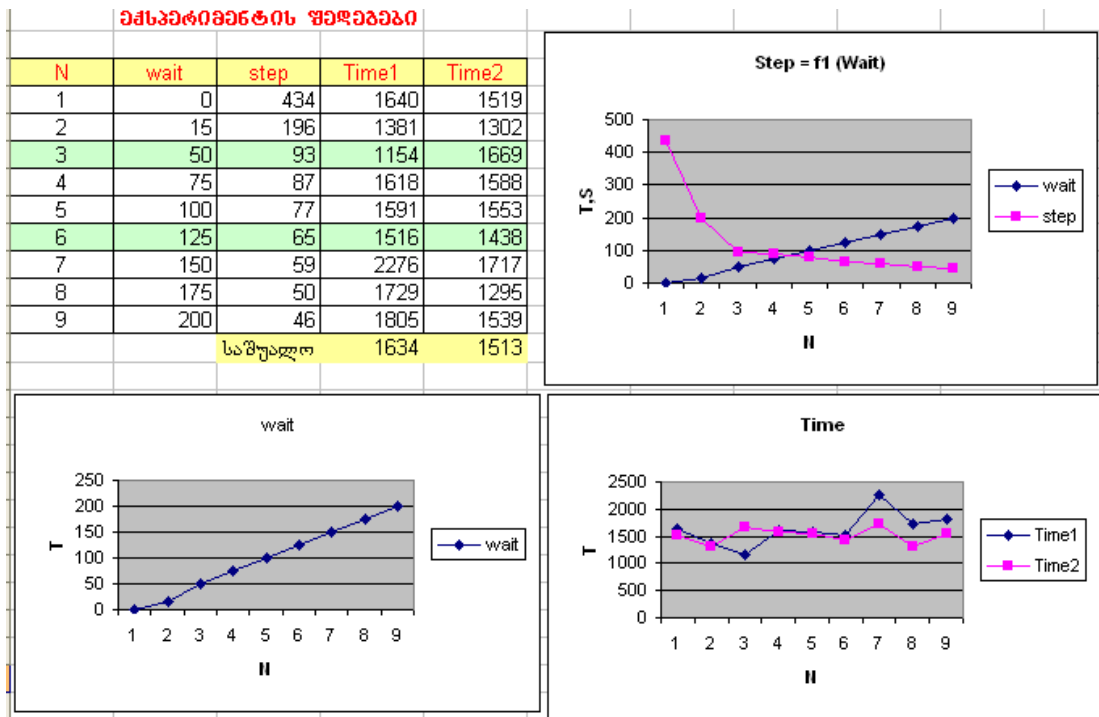 ექსპერიმენტის შედეგები
N wait step Time1 Time2
1 0 434 1640 1519
2 15 196 1381 1302
3 50 93 1154 1669
4 75 87 1618 1588
5 100 77 1591 1553
6 125 65 1516 1438
7 150 59 2276 1717
8 175 50 1729 1295
9 200 46 1805 1539
საშუალო 1634 1513
Step = f1 (Wait)
500
400
300
200
100
0
T,S
1 2 3 4 5 6 7 8 9
N
wait
step
wait
250
200
150
100
50
0
T
1 2 3 4 5 6 7 8 9
N
wait
Time
2500
2000
1500
1000
500
0
T
1 2 3 4 5 6 7 8 9
N
Time1
Time2